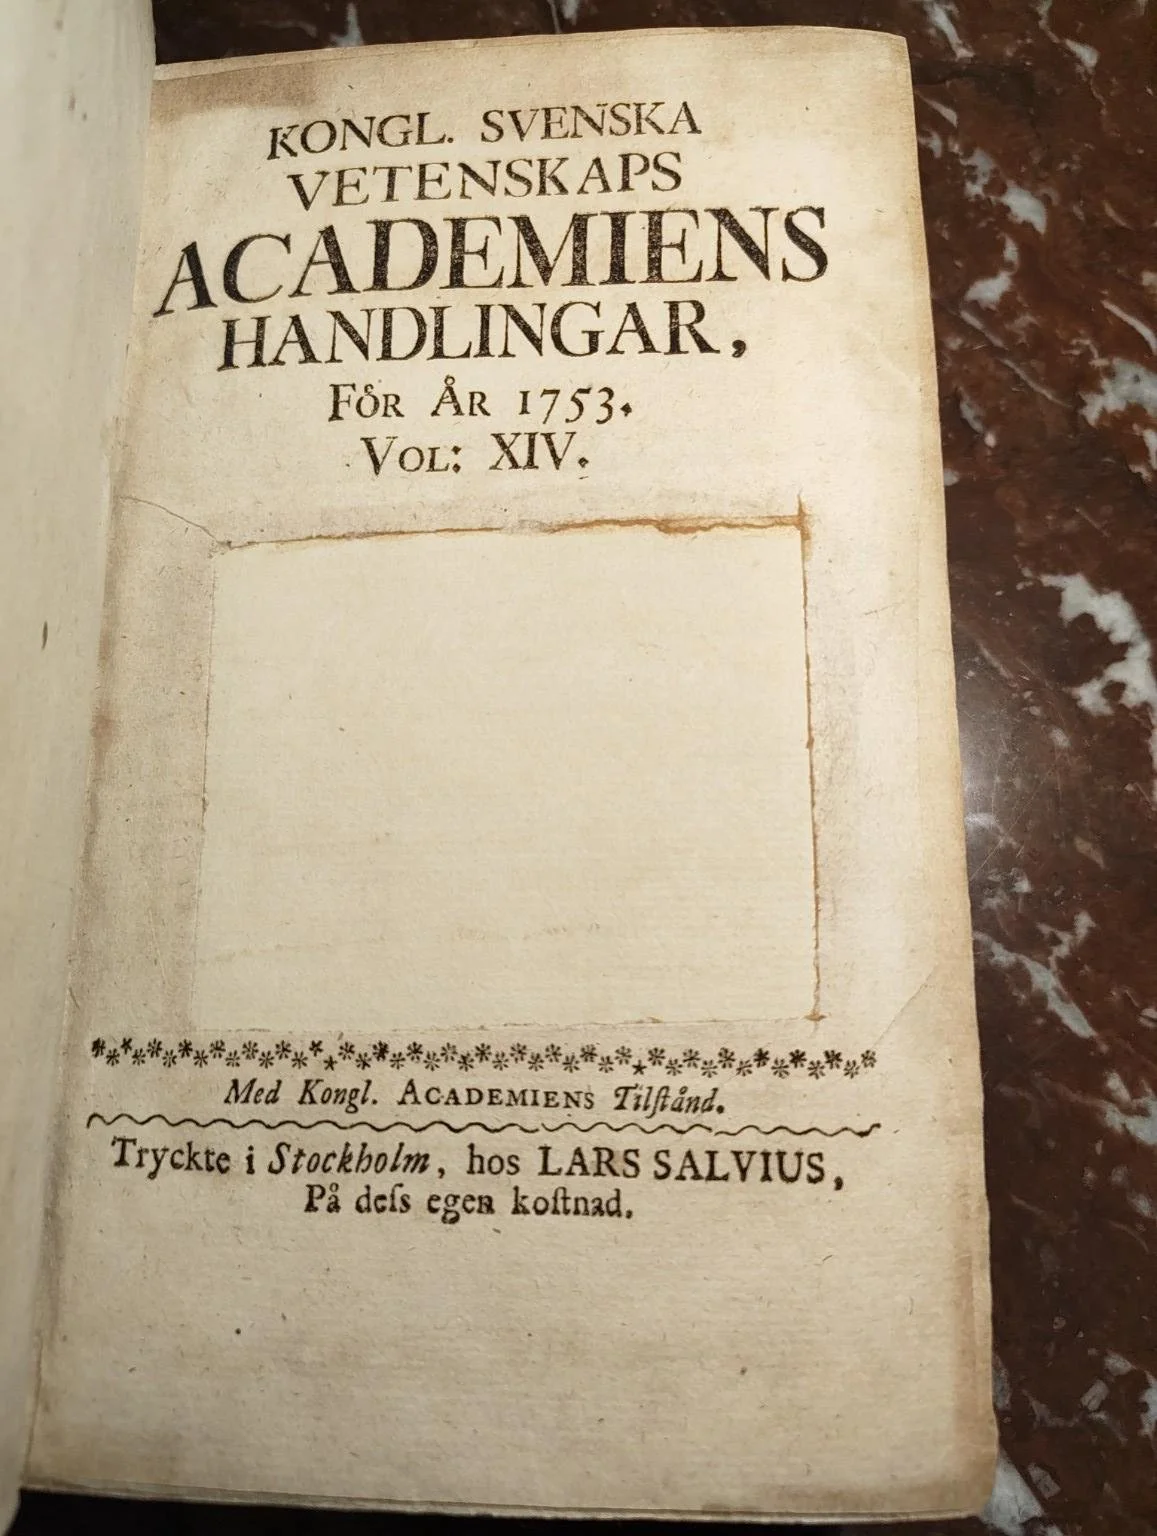 KONGL. SVENSKA
VETENSKAPS
ACADEMIENS
HANDLINGAR,
FÖR ÅR 1753.
VOL: XIV.
Med Kongl. ACADEMIENS Tilſtånd.
Tryckte i Stockholm, hos LARS SALVIUS,
På deſs egen koſtnad.